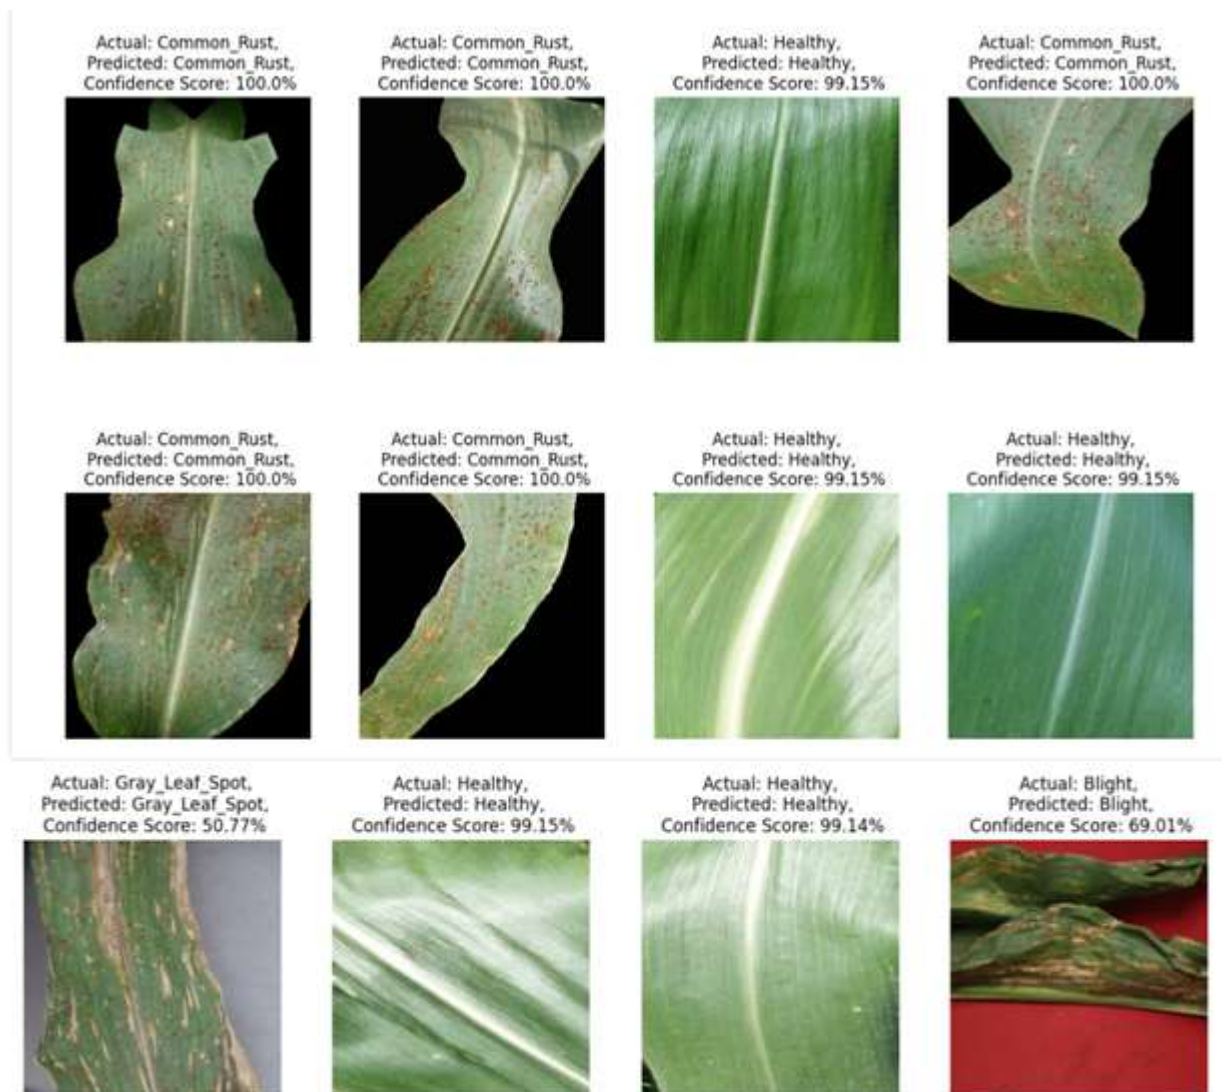 Actual: Common_Rust,
Predicted: Common_Rust,
Confidence Score: 100.0%
Actual: Common_Rust,
Predicted: Common_Rust,
Confidence Score: 100.0%
Actual: Healthy,
Predicted: Healthy,
Confidence Score: 99.15%
Actual: Common_Rust,
Predicted: Common_Rust,
Confidence Score: 100.0%
Actual: Common_Rust,
Predicted: Common_Rust,
Confidence Score: 100.0%
Actual: Common_Rust,
Predicted: Common_Rust,
Confidence Score: 100.0%
Actual: Healthy,
Predicted: Healthy,
Confidence Score: 99.15%
Actual: Healthy,
Predicted: Healthy,
Confidence Score: 99.15%
Actual: Gray_Leaf_Spot,
Predicted: Gray_Leaf_Spot,
Confidence Score: 50.77%
Actual: Healthy,
Predicted: Healthy,
Confidence Score: 99.15%
Actual: Healthy,
Predicted: Healthy,
Confidence Score: 99.14%
Actual: Blight,
Predicted: Blight,
Confidence Score: 69.01%